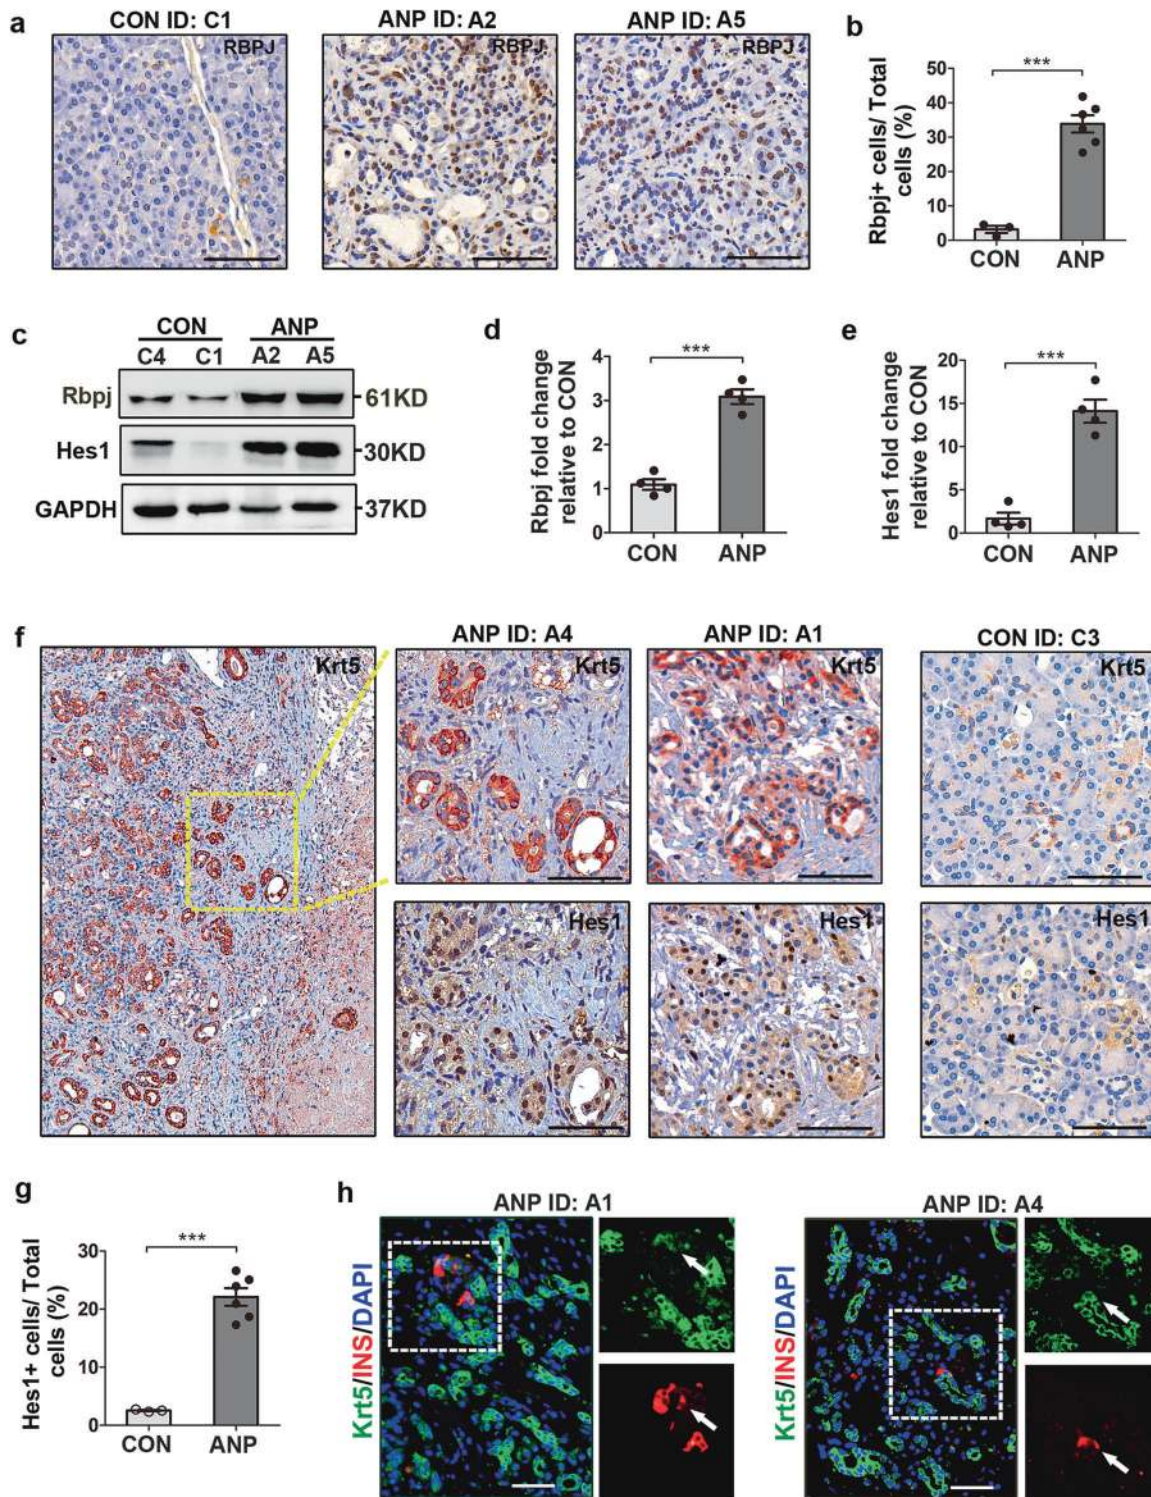 a
CON ID: C1
ANP ID: A2
ANP ID: A5
RBPJ
RBPJ
RBPJ
b
Rbpj+ cells/ Total
cells (%)
50
40
30
20
10
0
***
CON
ANP
c
CON
ANP
C4
C1
A2
A5
Rbpj
61KD
Hes1
30KD
GAPDH
37KD
d
Rbpj fold change
relative to CON
4
3
2
1
0
***
CON
ANP
e
Hes1 fold change
relative to CON
20
15
10
5
0
***
CON
ANP
f
ANP ID: A4
ANP ID: A1
CON ID: C3
Krt5
Krt5
Krt5
Krt5
Hes1
Hes1
Hes1
g
Hes1+ cells/ Total
cells (%)
30
20
10
0
***
CON
ANP
h
ANP ID: A1
ANP ID: A4
Krt5/INS/DAPI
Krt5/INS/DAPI